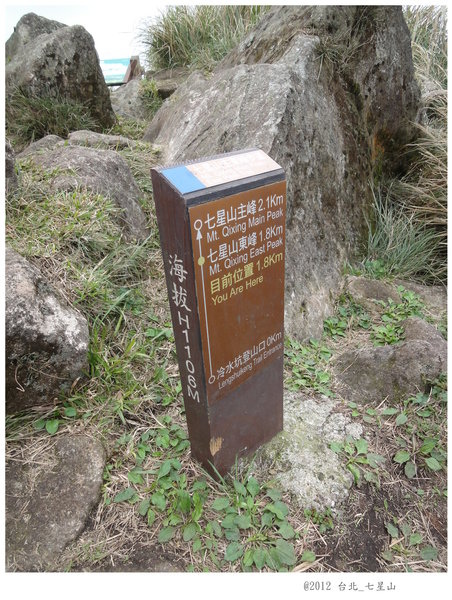 七星山主峰 2.1Km
Mt. Qixing Main Peak
七星山東峰 1.8Km
Mt. Qixing East Peak
目前位置 1.8Km
You Are Here
冷水坑登山口 0Km
Lengshuikeng Trail Entrance
海拔H1106M
@2012 台北_七星山